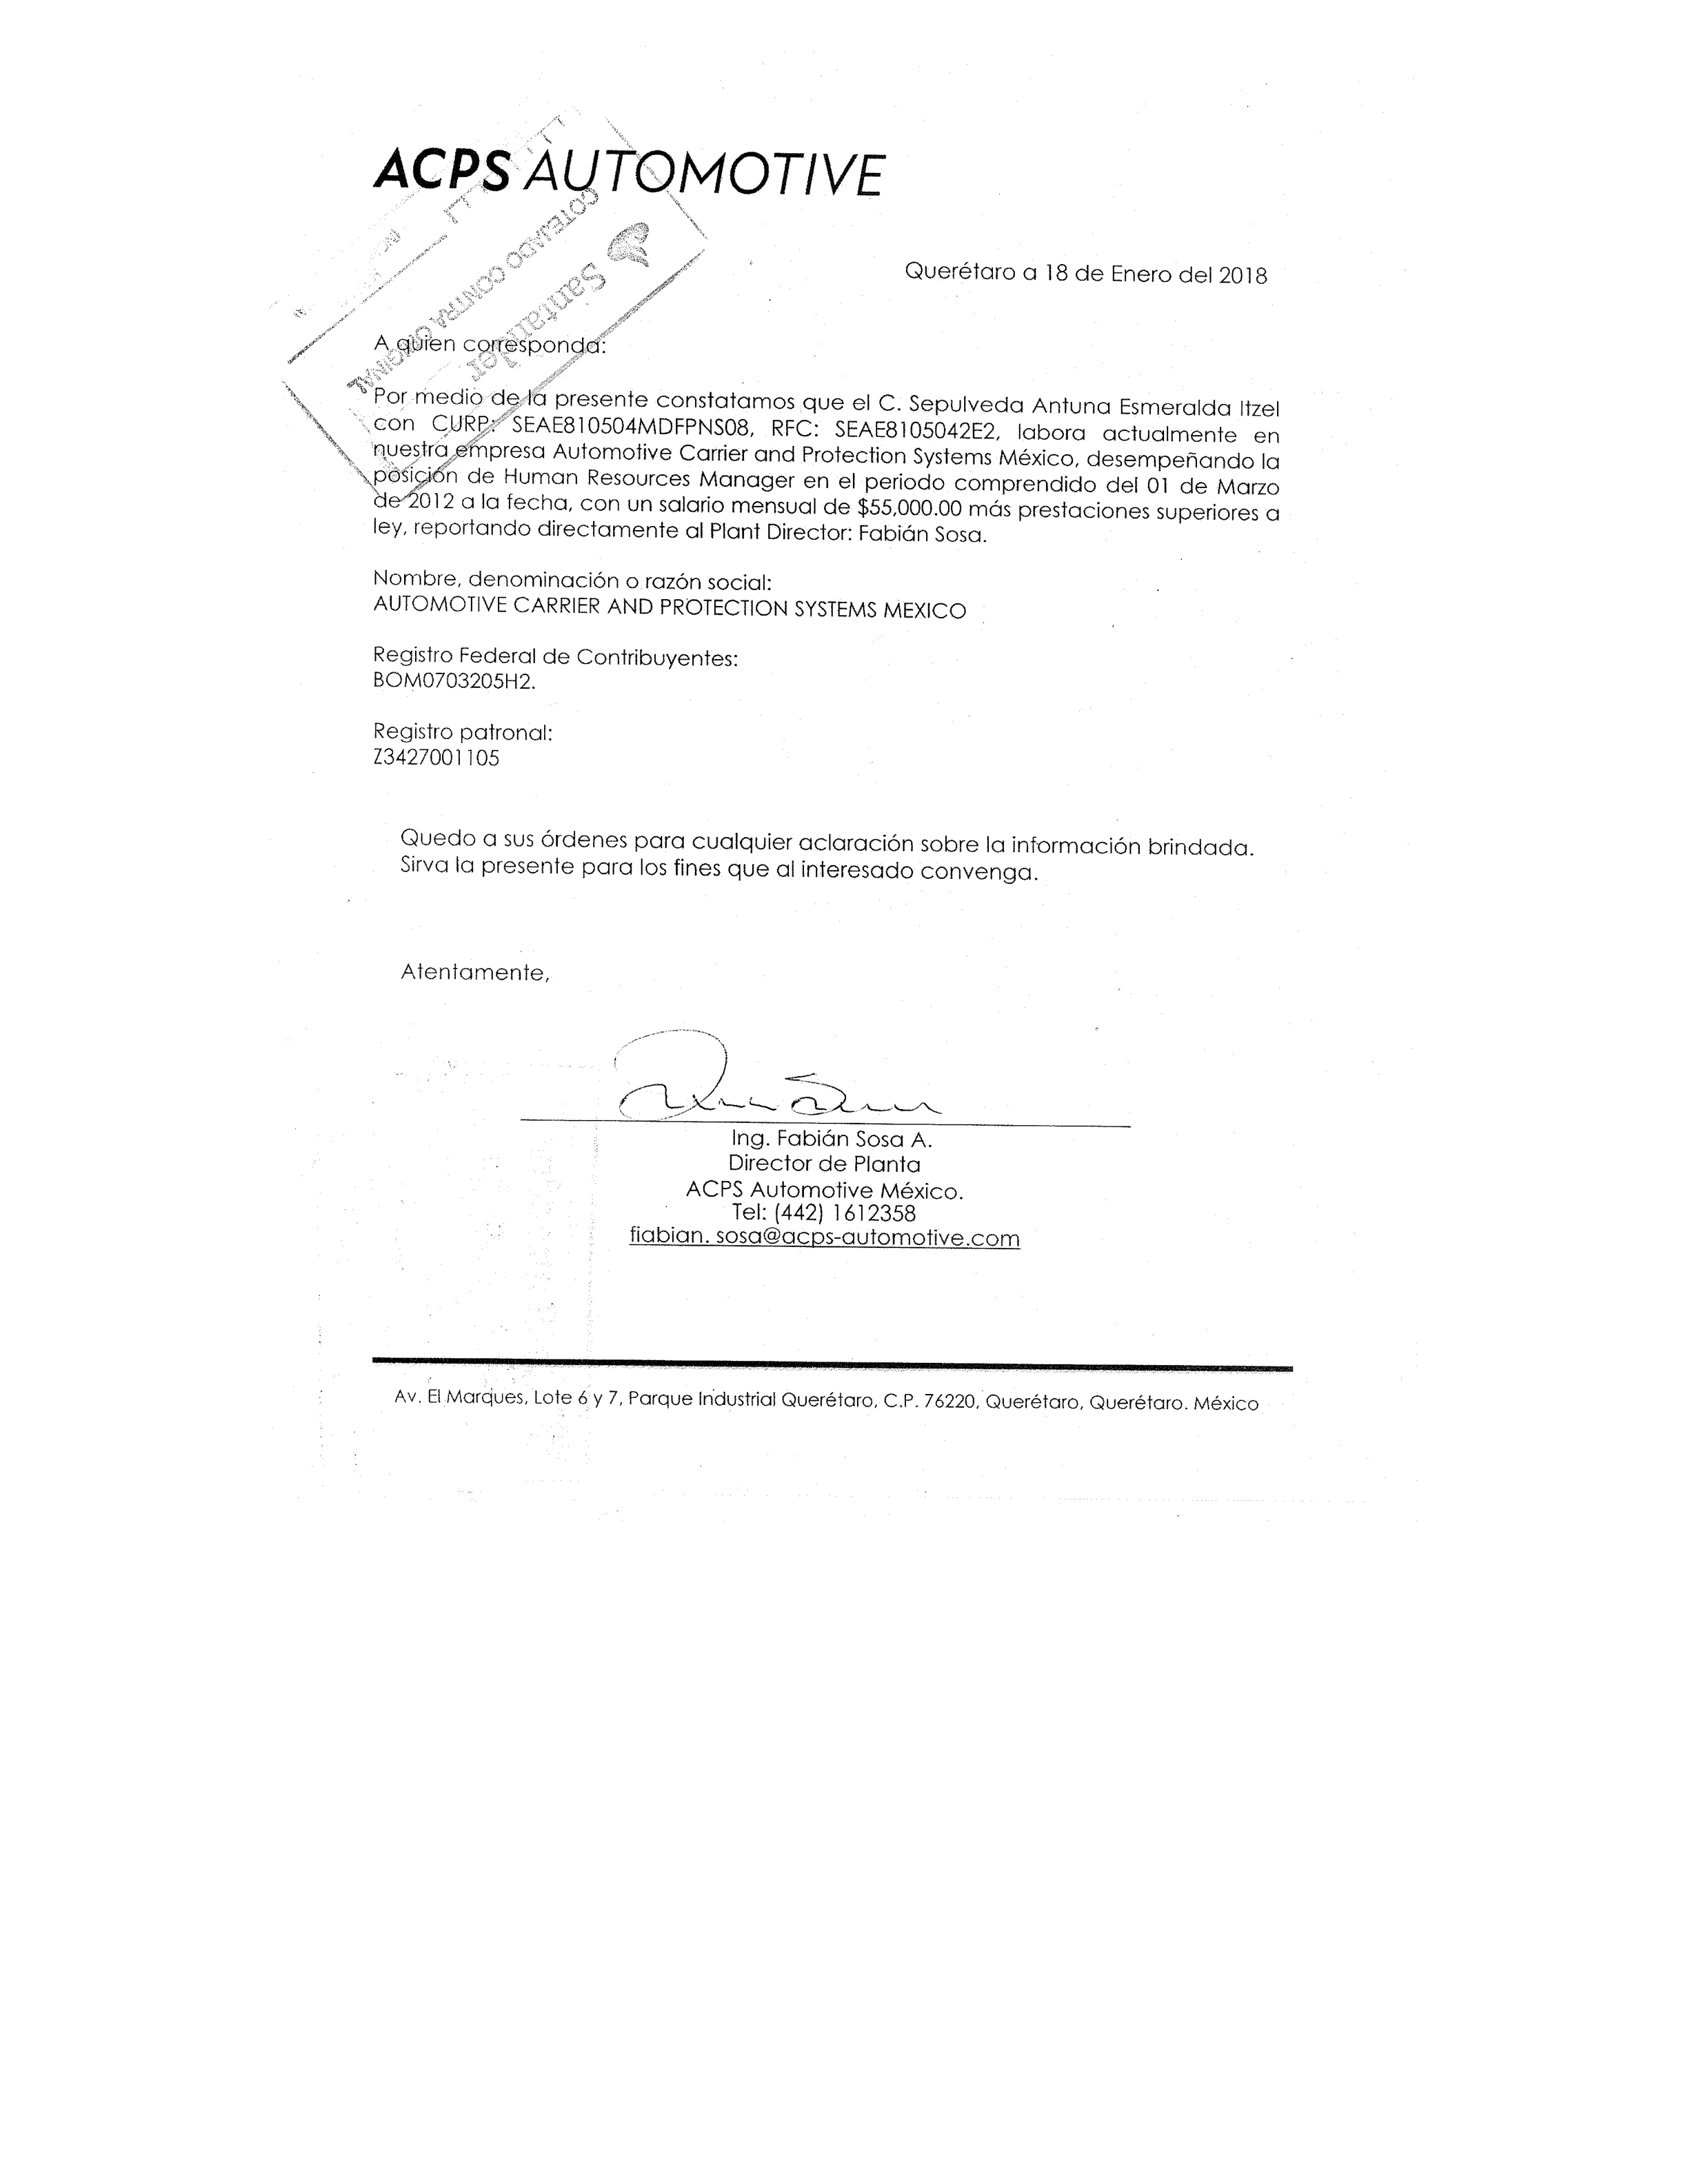 ACPS AUTOMOTIVE
COTEJADO CONTRA ORIGINAL
Santander
Querétaro a 18 de Enero del 2018
A quien corresponda:
Por medio de la presente constatamos que el C. Sepulveda Antuna Esmeralda Itzel
con CURP: SEAE810504MDFPNS08, RFC: SEAE8105042E2, labora actualmente en
nuestra empresa Automotive Carrier and Protection Systems México, desempeñando la
posición de Human Resources Manager en el periodo comprendido del 01 de Marzo
de 2012 a la fecha, con un salario mensual de $55,000.00 más prestaciones superiores a
ley, reportando directamente al Plant Director: Fabián Sosa.
Nombre, denominación o razón social:
AUTOMOTIVE CARRIER AND PROTECTION SYSTEMS MEXICO
Registro Federal de Contribuyentes:
BOM0703205H2.
Registro patronal:
Z3427001105
Quedo a sus órdenes para cualquier aclaración sobre la información brindada.
Sirva la presente para los fines que al interesado convenga.
Atentamente,
Ing. Fabián Sosa A.
Director de Planta
ACPS Automotive México.
Tel: (442) 1612358
fiabian. sosa@acps-automotive.com
Av. El Marques, Lote 6 y 7, Parque Industrial Querétaro, C.P. 76220, Querétaro, Querétaro. México